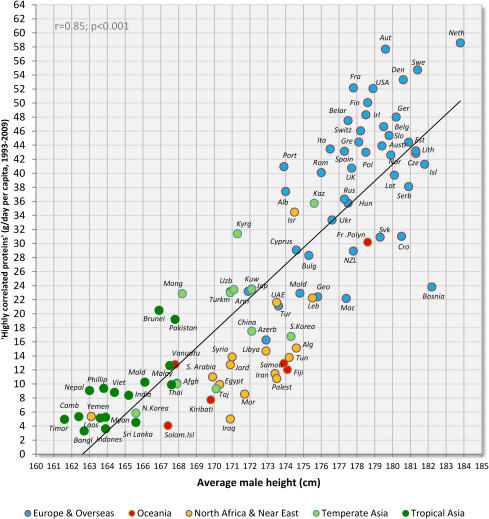 r=0.85; p<0.001
'Highly correlated proteins' (g/day per capita, 1993-2009)
64
62
60
58
56
54
52
50
48
46
44
42
40
38
36
34
32
30
28
26
24
22
20
18
16
14
12
10
8
6
4
2
0
Neth
Aut
Swe
Den
Fra
USA
Fin
Irl
Ger
Belar
Switz
Belg
Slo
Ita
Gre
Austr
Est
Lith
Port
Rom
Spain
Pol
Nor
Cze
Isl
UK
Lat
Serb
Alb
Kaz
Rus
Hun
Isr
Ukr
Kyrg
Fr.Polyn
Svk
Cro
Cyprus
Bulg
NZL
Mong
Uzb
Kuw
Jap
Turkm
Arm
UAE
Mold
Geo
Bosnia
Tur
Leb
Mac
Brunei
Pakistan
China
S.Korea
Azerb
Libya
Alg
Syria
Vanuatu
Jord
Samoa
Tun
Malay
Iran
Fiji
Palest
S. Arabia
Nepal
Phillip
Viet
Mald
India
Thai
Afgh
Egypt
Taj
Mor
Kiribati
Camb
Yemen
Laos
N.Korea
Timor
Bangl
Indones
Sri Lanka
Solom.Isl
Iraq
160 161 162 163 164 165 166 167 168 169 170 171 172 173 174 175 176 177 178 179 180 181 182 183 184 185
Average male height (cm)
Europe & Overseas Oceania North Africa & Near East Temperate Asia Tropical Asia